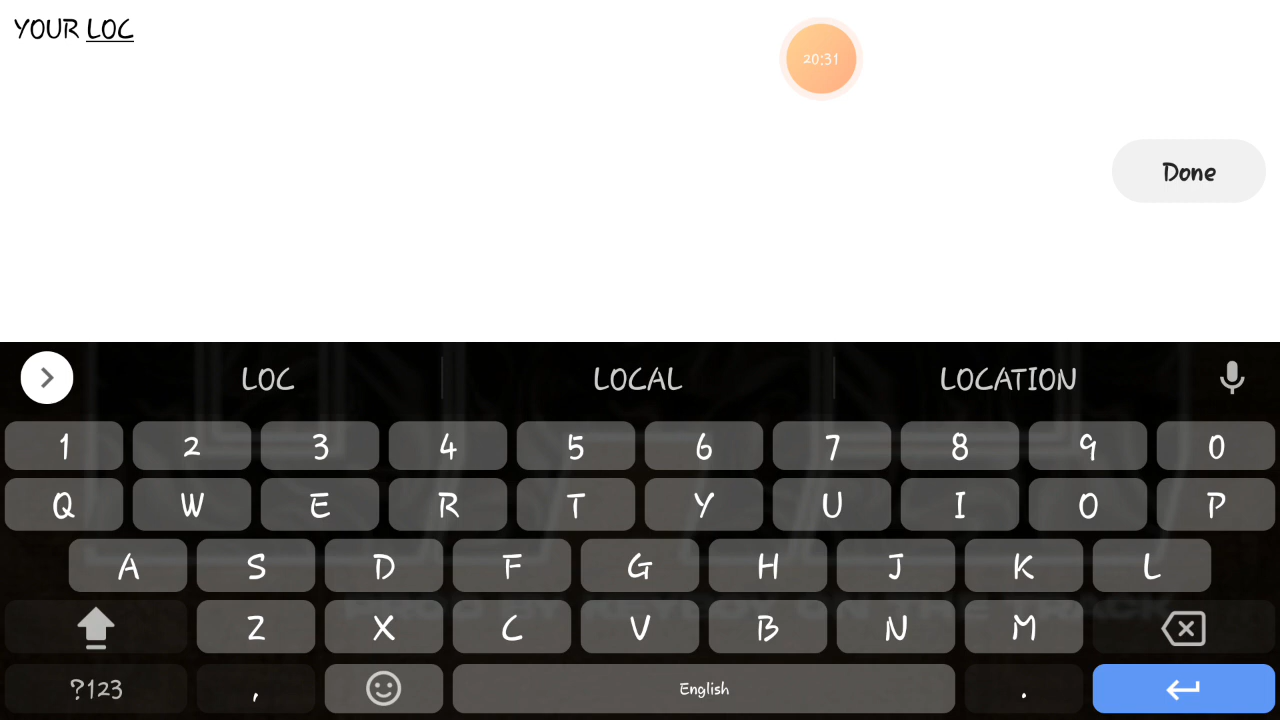 YOUR LOC
20:31
Done
LOC LOCAL LOCATION
1 2 3 4 5 6 7 8 9 0
Q W E R T Y U I O P
A S D F G H J K L
Z X C V B N M
?123 , English .